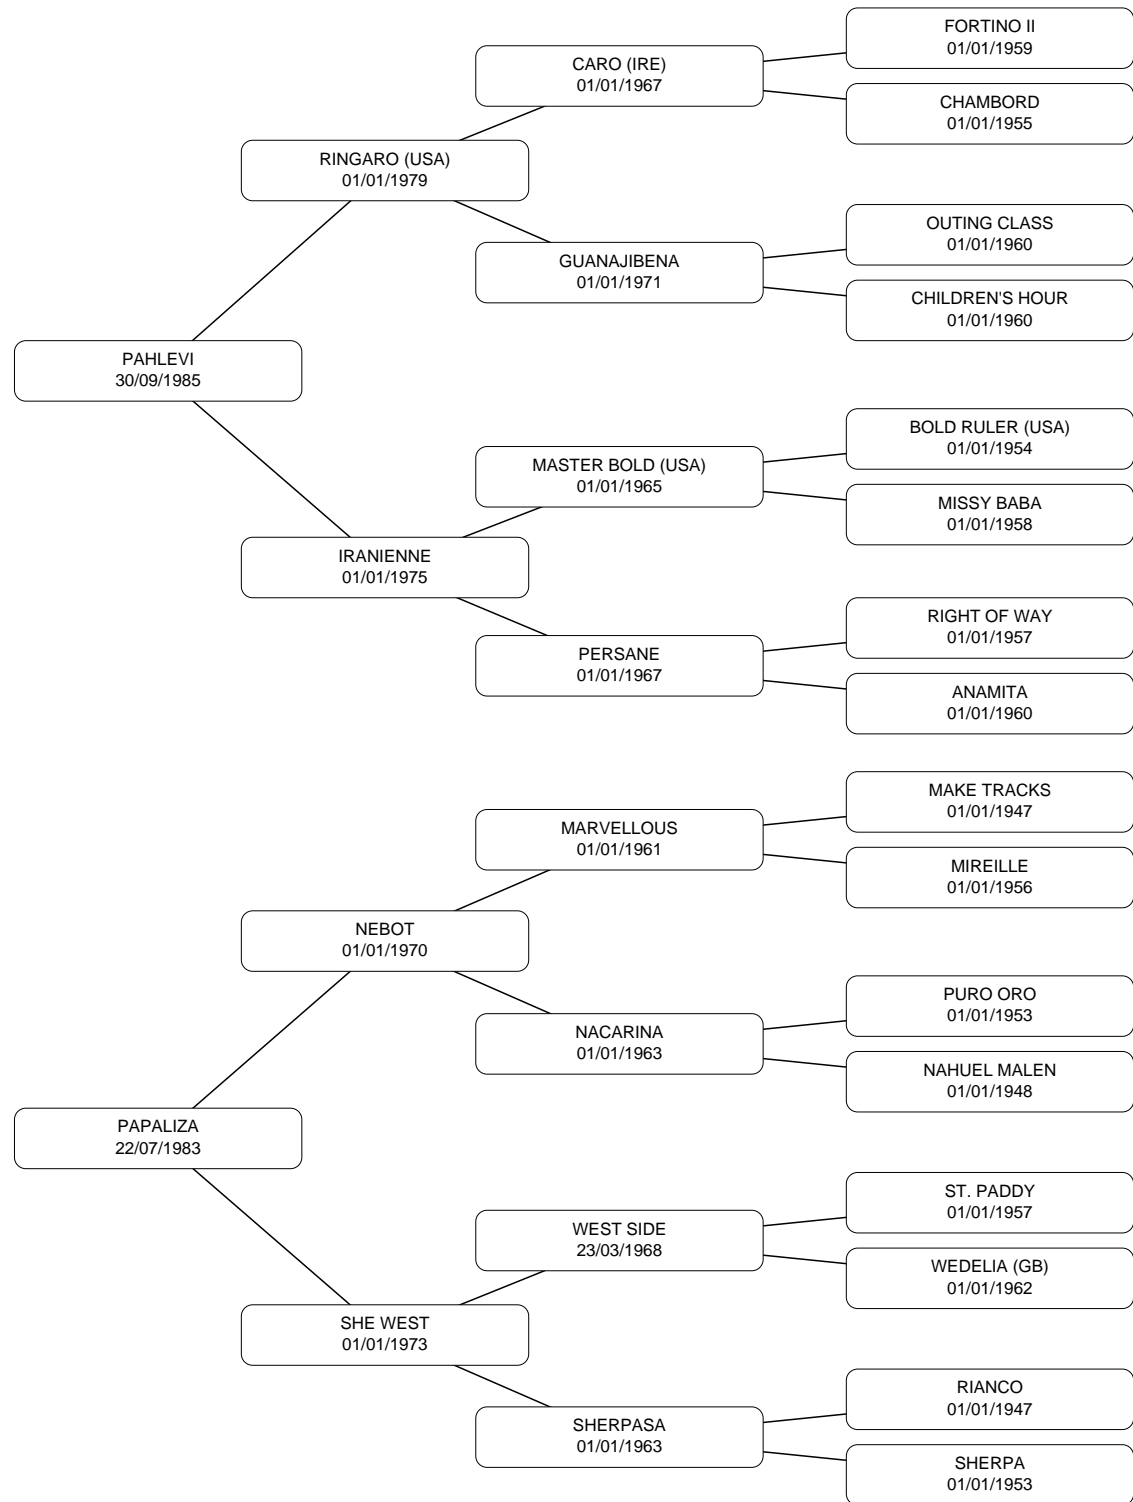 FORTINO II
01/01/1959
CARO (IRE)
01/01/1967
CHAMBORD
01/01/1955
RINGARO (USA)
01/01/1979
OUTING CLASS
01/01/1960
GUANAJIBENA
01/01/1971
CHILDREN'S HOUR
01/01/1960
PAHLEVI
30/09/1985
BOLD RULER (USA)
01/01/1954
MASTER BOLD (USA)
01/01/1965
MISSY BABA
01/01/1958
IRANIENNE
01/01/1975
RIGHT OF WAY
01/01/1957
PERSANE
01/01/1967
ANAMITA
01/01/1960
MAKE TRACKS
01/01/1947
MARVELLOUS
01/01/1961
MIREILLE
01/01/1956
NEBOT
01/01/1970
PURO ORO
01/01/1953
NACARINA
01/01/1963
NAHUEL MALEN
01/01/1948
PAPALIZA
22/07/1983
ST. PADDY
01/01/1957
WEST SIDE
23/03/1968
WEDELIA (GB)
01/01/1962
SHE WEST
01/01/1973
RIANCO
01/01/1947
SHERPASA
01/01/1963
SHERPA
01/01/1953